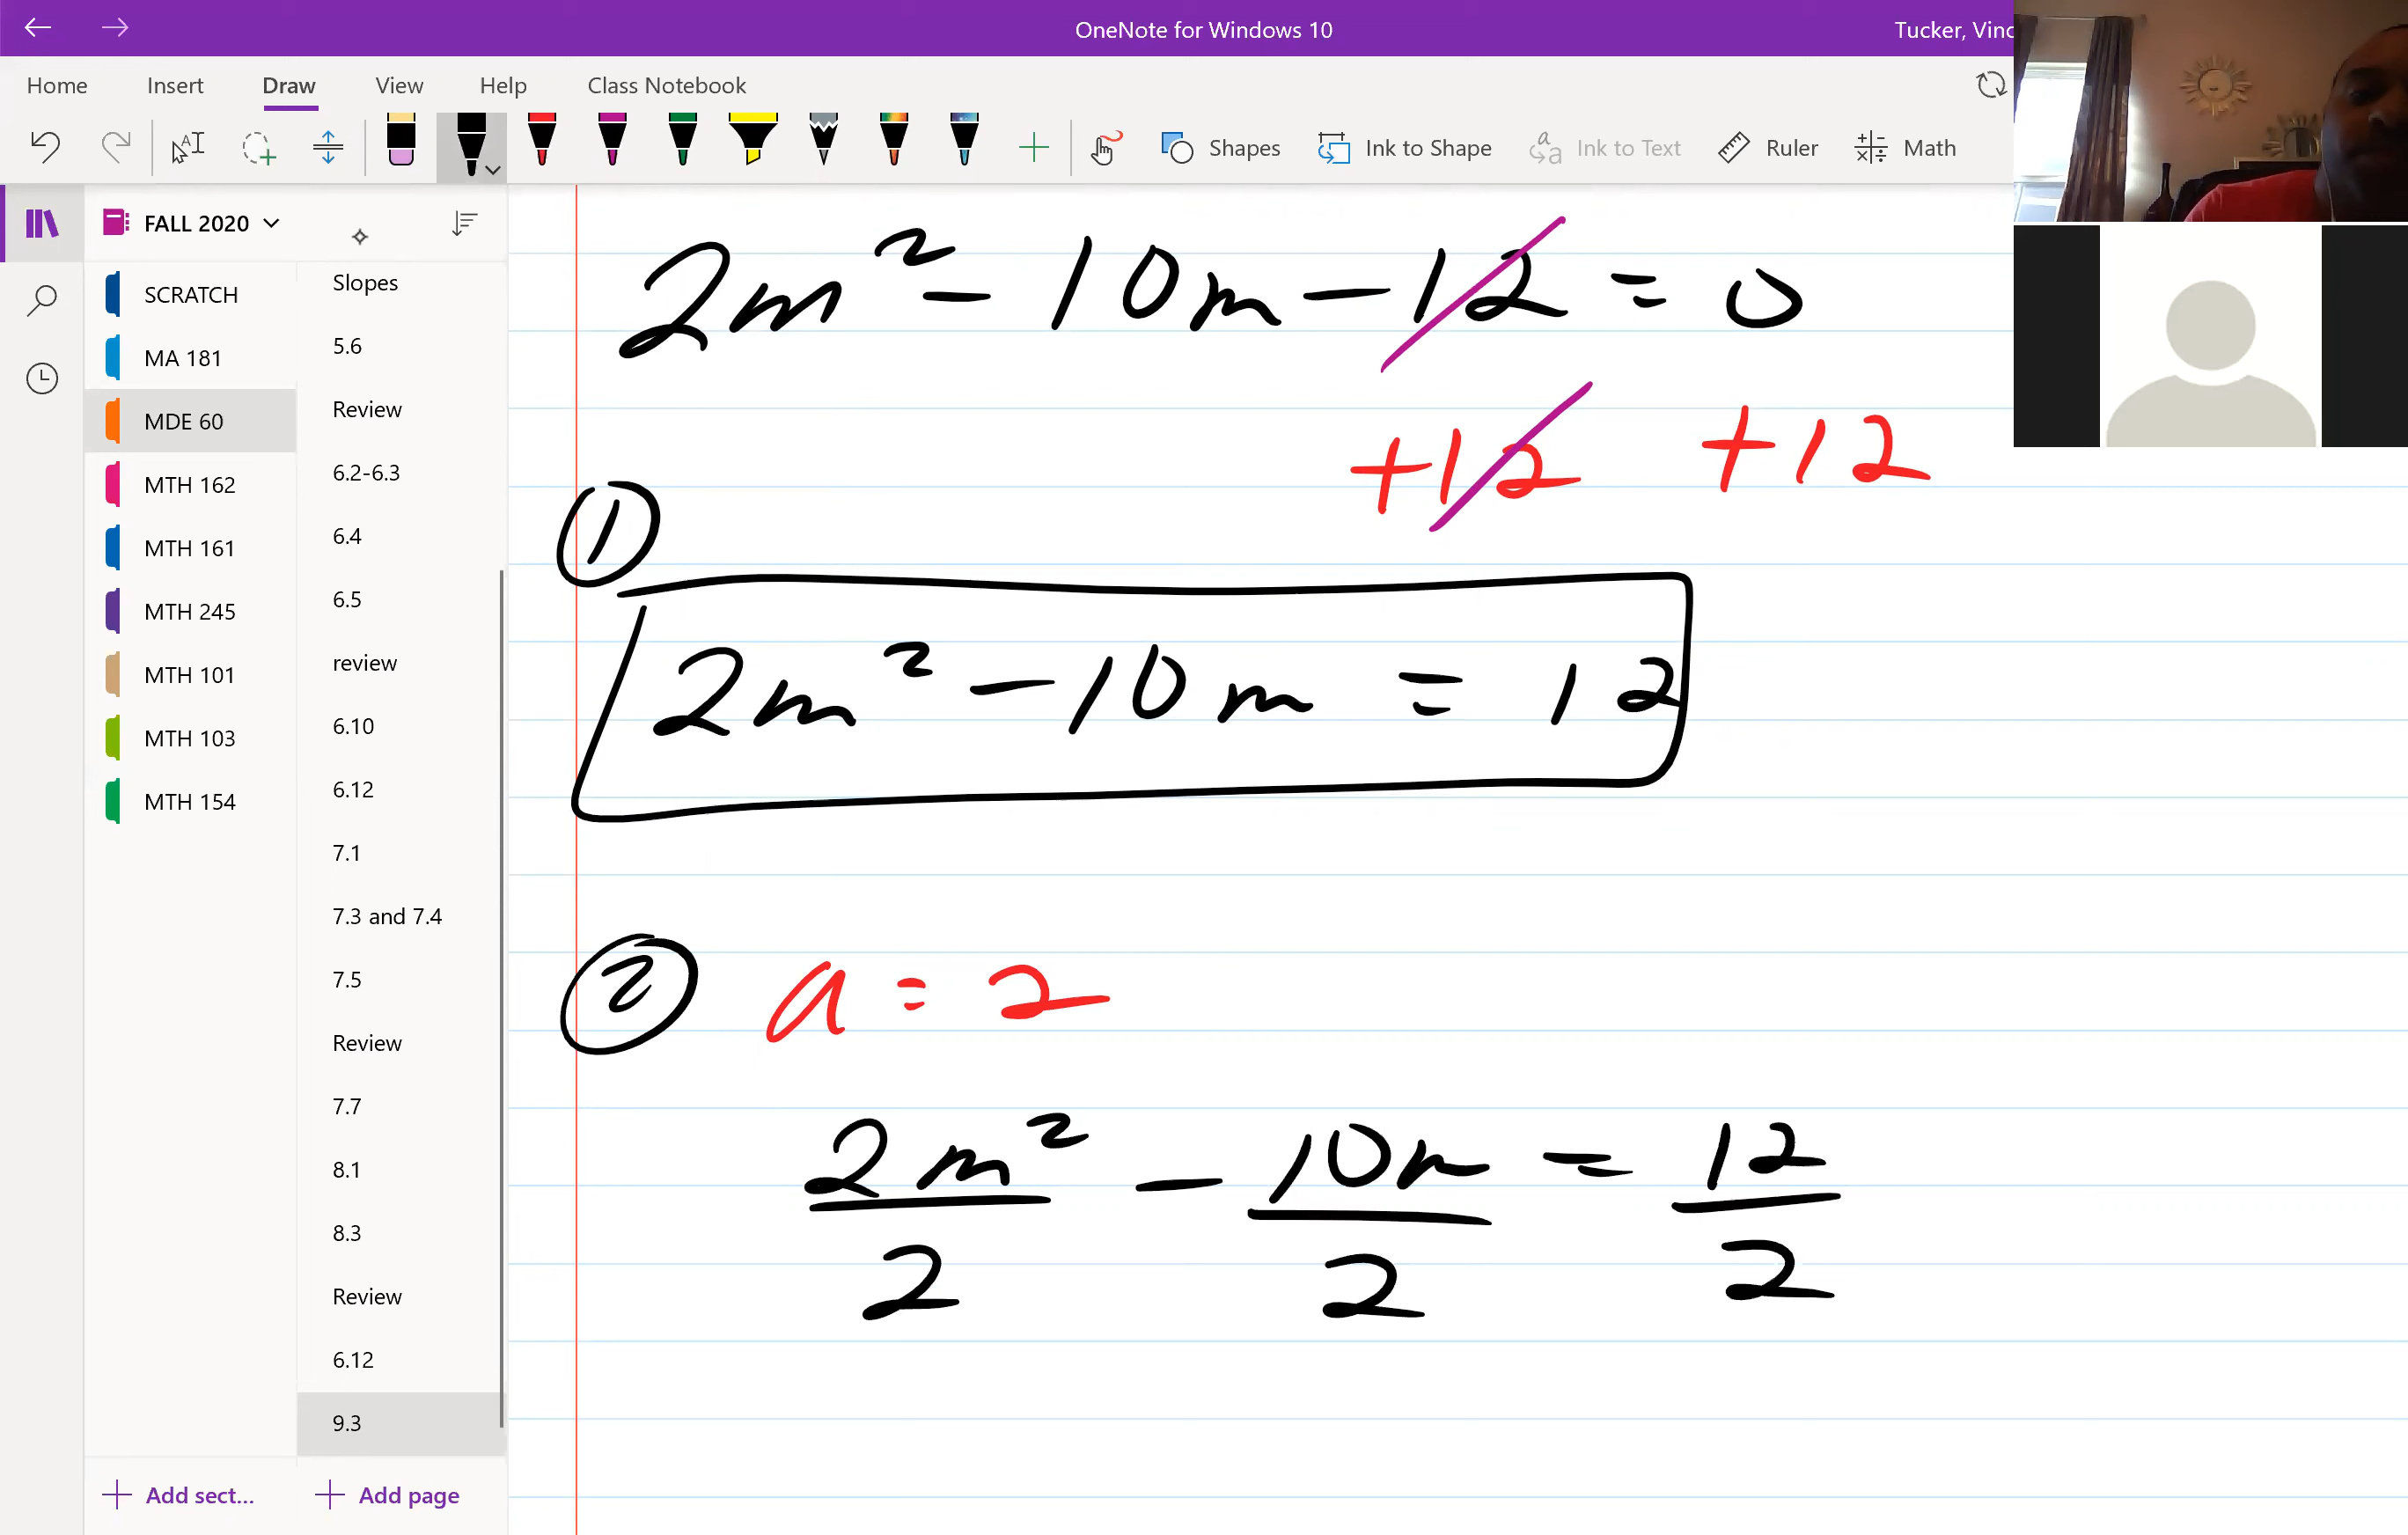 OneNote for Windows 10
Tucker, Vinc
Home Insert Draw View Help Class Notebook
Shapes Ink to Shape Ink to Text Ruler Math
FALL 2020
SCRATCH
MA 181
MDE 60
MTH 162
MTH 161
MTH 245
MTH 101
MTH 103
MTH 154
Add sect...
Slopes
5.6
Review
6.2-6.3
6.4
6.5
review
6.10
6.12
7.1
7.3 and 7.4
7.5
Review
7.7
8.1
8.3
Review
6.12
9.3
Add page
2m² - 10m - 12 = 0
+12 +12
①
2m² - 10m = 12
② a = 2
2m²/2 - 10m/2 = 12/2